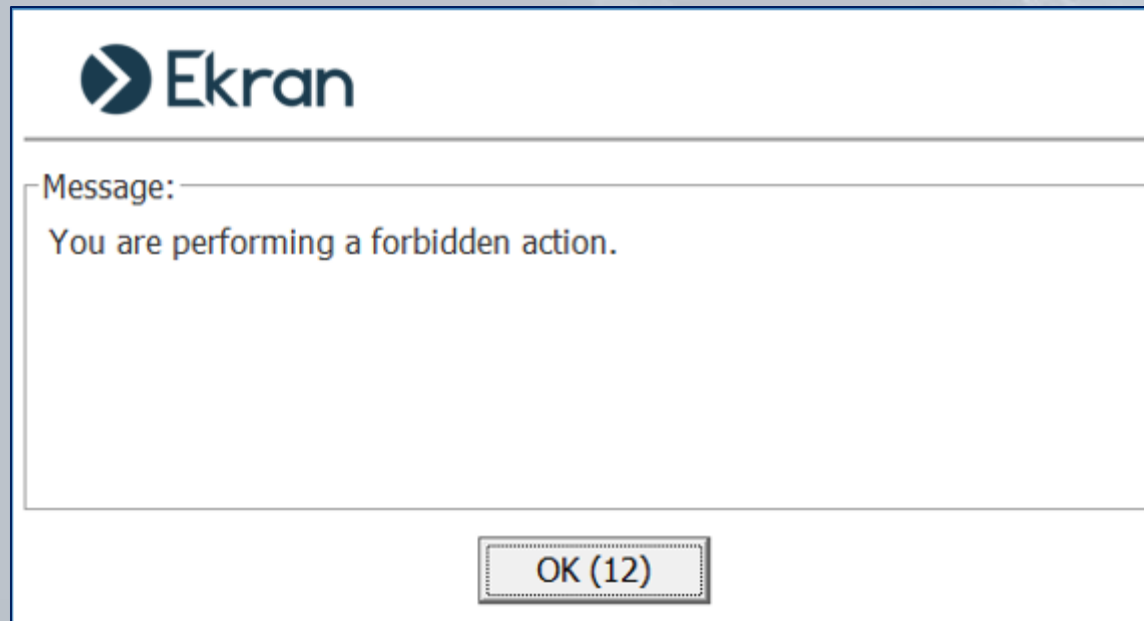 Ekran
Message:
You are performing a forbidden action.
OK (12)